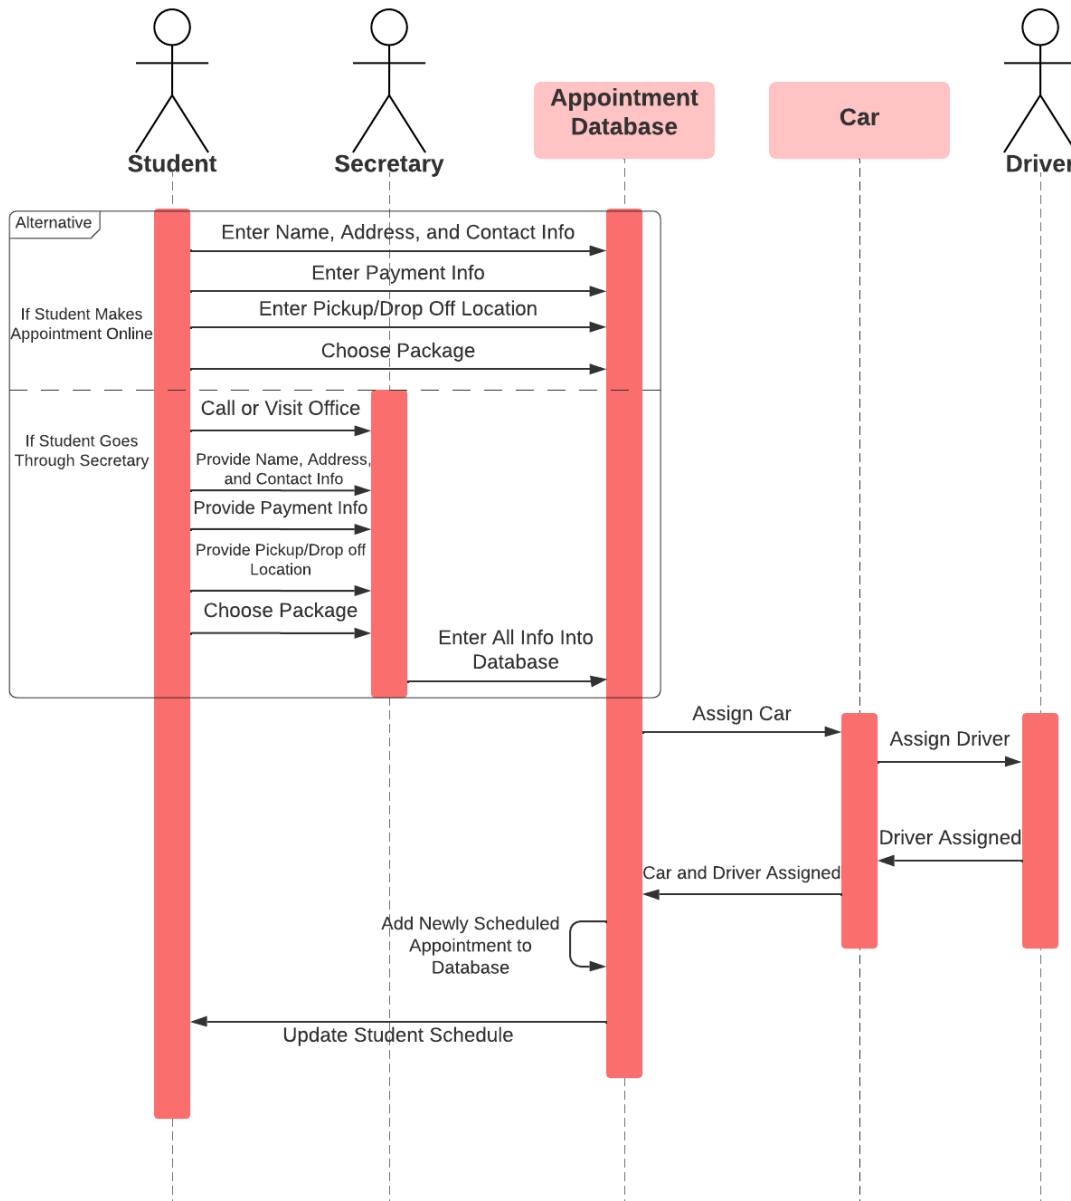 Student
Secretary
Appointment
Database
Car
Driver
Alternative
Enter Name, Address, and Contact Info
Enter Payment Info
If Student Makes
Appointment Online
Enter Pickup/Drop Off Location
Choose Package
If Student Goes
Through Secretary
Call or Visit Office
Provide Name, Address,
and Contact Info
Provide Payment Info
Provide Pickup/Drop off
Location
Choose Package
Enter All Info Into
Database
Assign Car
Assign Driver
Driver Assigned
Car and Driver Assigned
Add Newly Scheduled
Appointment to
Database
Update Student Schedule